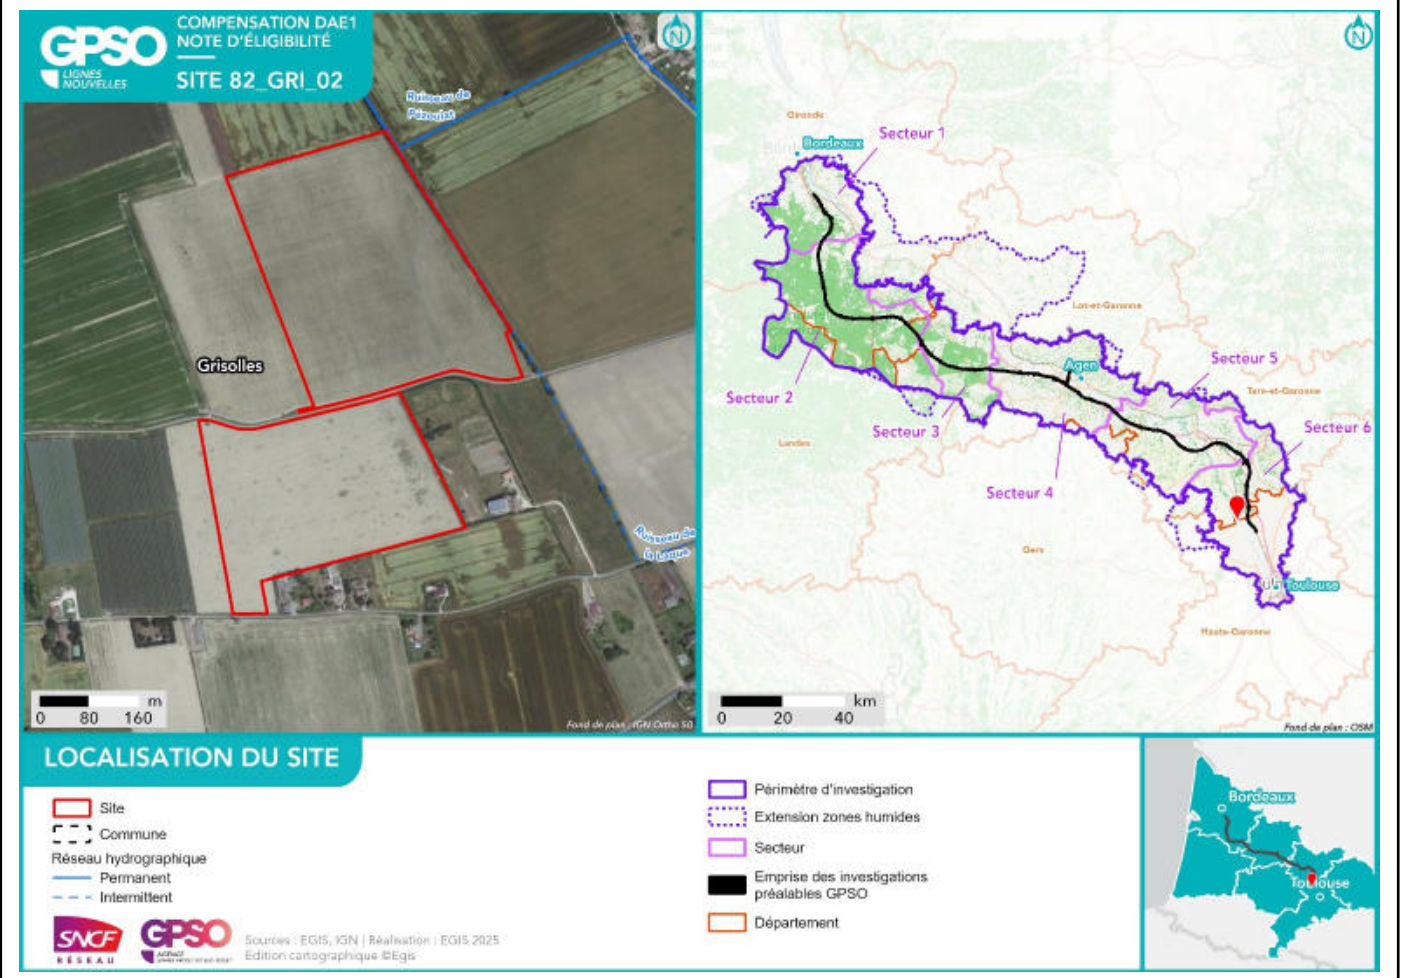 GPSO
LIGNES
NOUVELLES
COMPENSATION DAE1
NOTE D'ÉLIGIBILITÉ
SITE 82_GRI_02
N
Ruisseau de
Pézoulat
Grisolles
Ruisseau de
la Laque
m
0 80 160
Fond de plan : IGN Ortho 50
N
Gironde
Bordeaux
Secteur 1
Lot-et-Garonne
Agen
Secteur 5
Tarn-et-Garonne
Secteur 2
Secteur 3
Secteur 6
Landes
Secteur 4
Gers
Toulouse
Haute-Garonne
km
0 20 40
Fond de plan : OSM
LOCALISATION DU SITE
Site
Commune
Réseau hydrographique
Permanent
Intermittent
Périmètre d'investigation
Extension zones humides
Secteur
Emprise des investigations
préalables GPSO
Département
SNCF
RÉSEAU
GPSO
Sources : EGIS, IGN | Réalisation : EGIS 2025
Edition cartographique ©Egis
Bordeaux
Toulouse